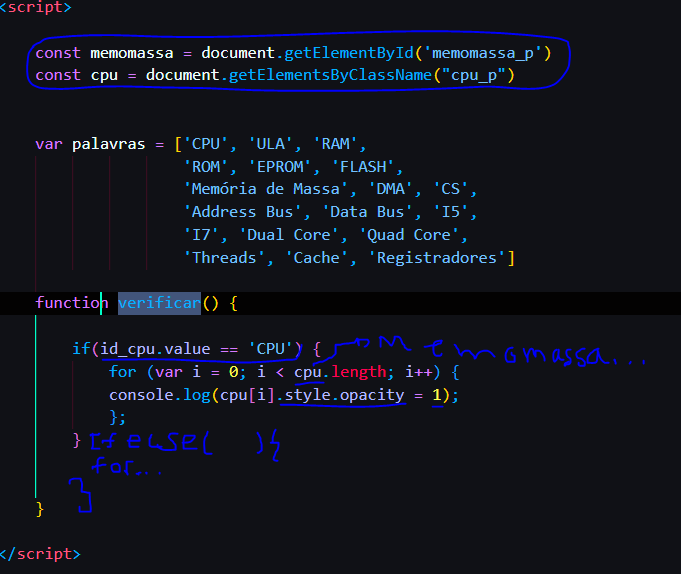 <script>
const memomassa = document.getElementById('memomassa_p')
const cpu = document.getElementsByClassName("cpu_p")
var palavras = ['CPU', 'ULA', 'RAM',
'ROM', 'EPROM', 'FLASH',
'Memória de Massa', 'DMA', 'CS',
'Address Bus', 'Data Bus', 'I5',
'I7', 'Dual Core', 'Quad Core',
'Threads', 'Cache', 'Registradores']
function verificar() {
if(id_cpu.value == 'CPU') { Memomassa...
for (var i = 0; i < cpu.length; i++) {
console.log(cpu[i].style.opacity = 1);
};
} If else( ){
for...
}
}
</script>